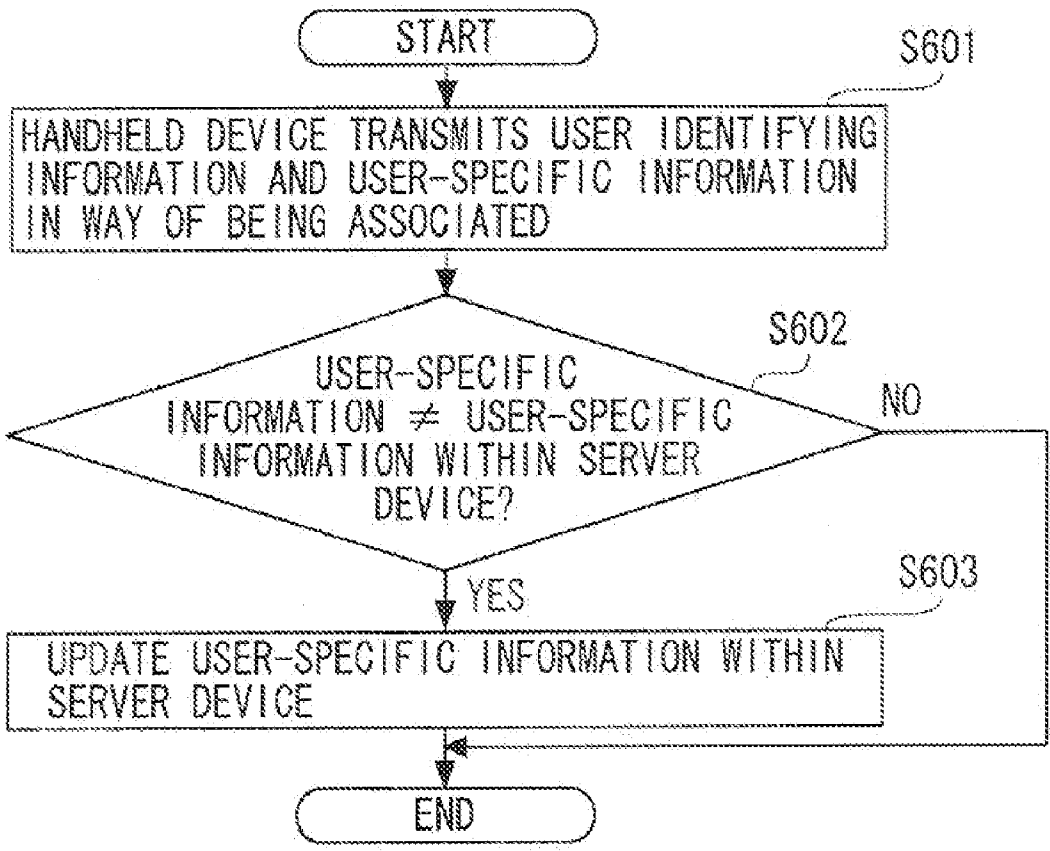 START
S601
HANDHELD DEVICE TRANSMITS USER IDENTIFYING
INFORMATION AND USER-SPECIFIC INFORMATION
IN WAY OF BEING ASSOCIATED
S602
USER-SPECIFIC
INFORMATION ≠ USER-SPECIFIC
INFORMATION WITHIN SERVER
DEVICE?
NO
YES
S603
UPDATE USER-SPECIFIC INFORMATION WITHIN
SERVER DEVICE
END